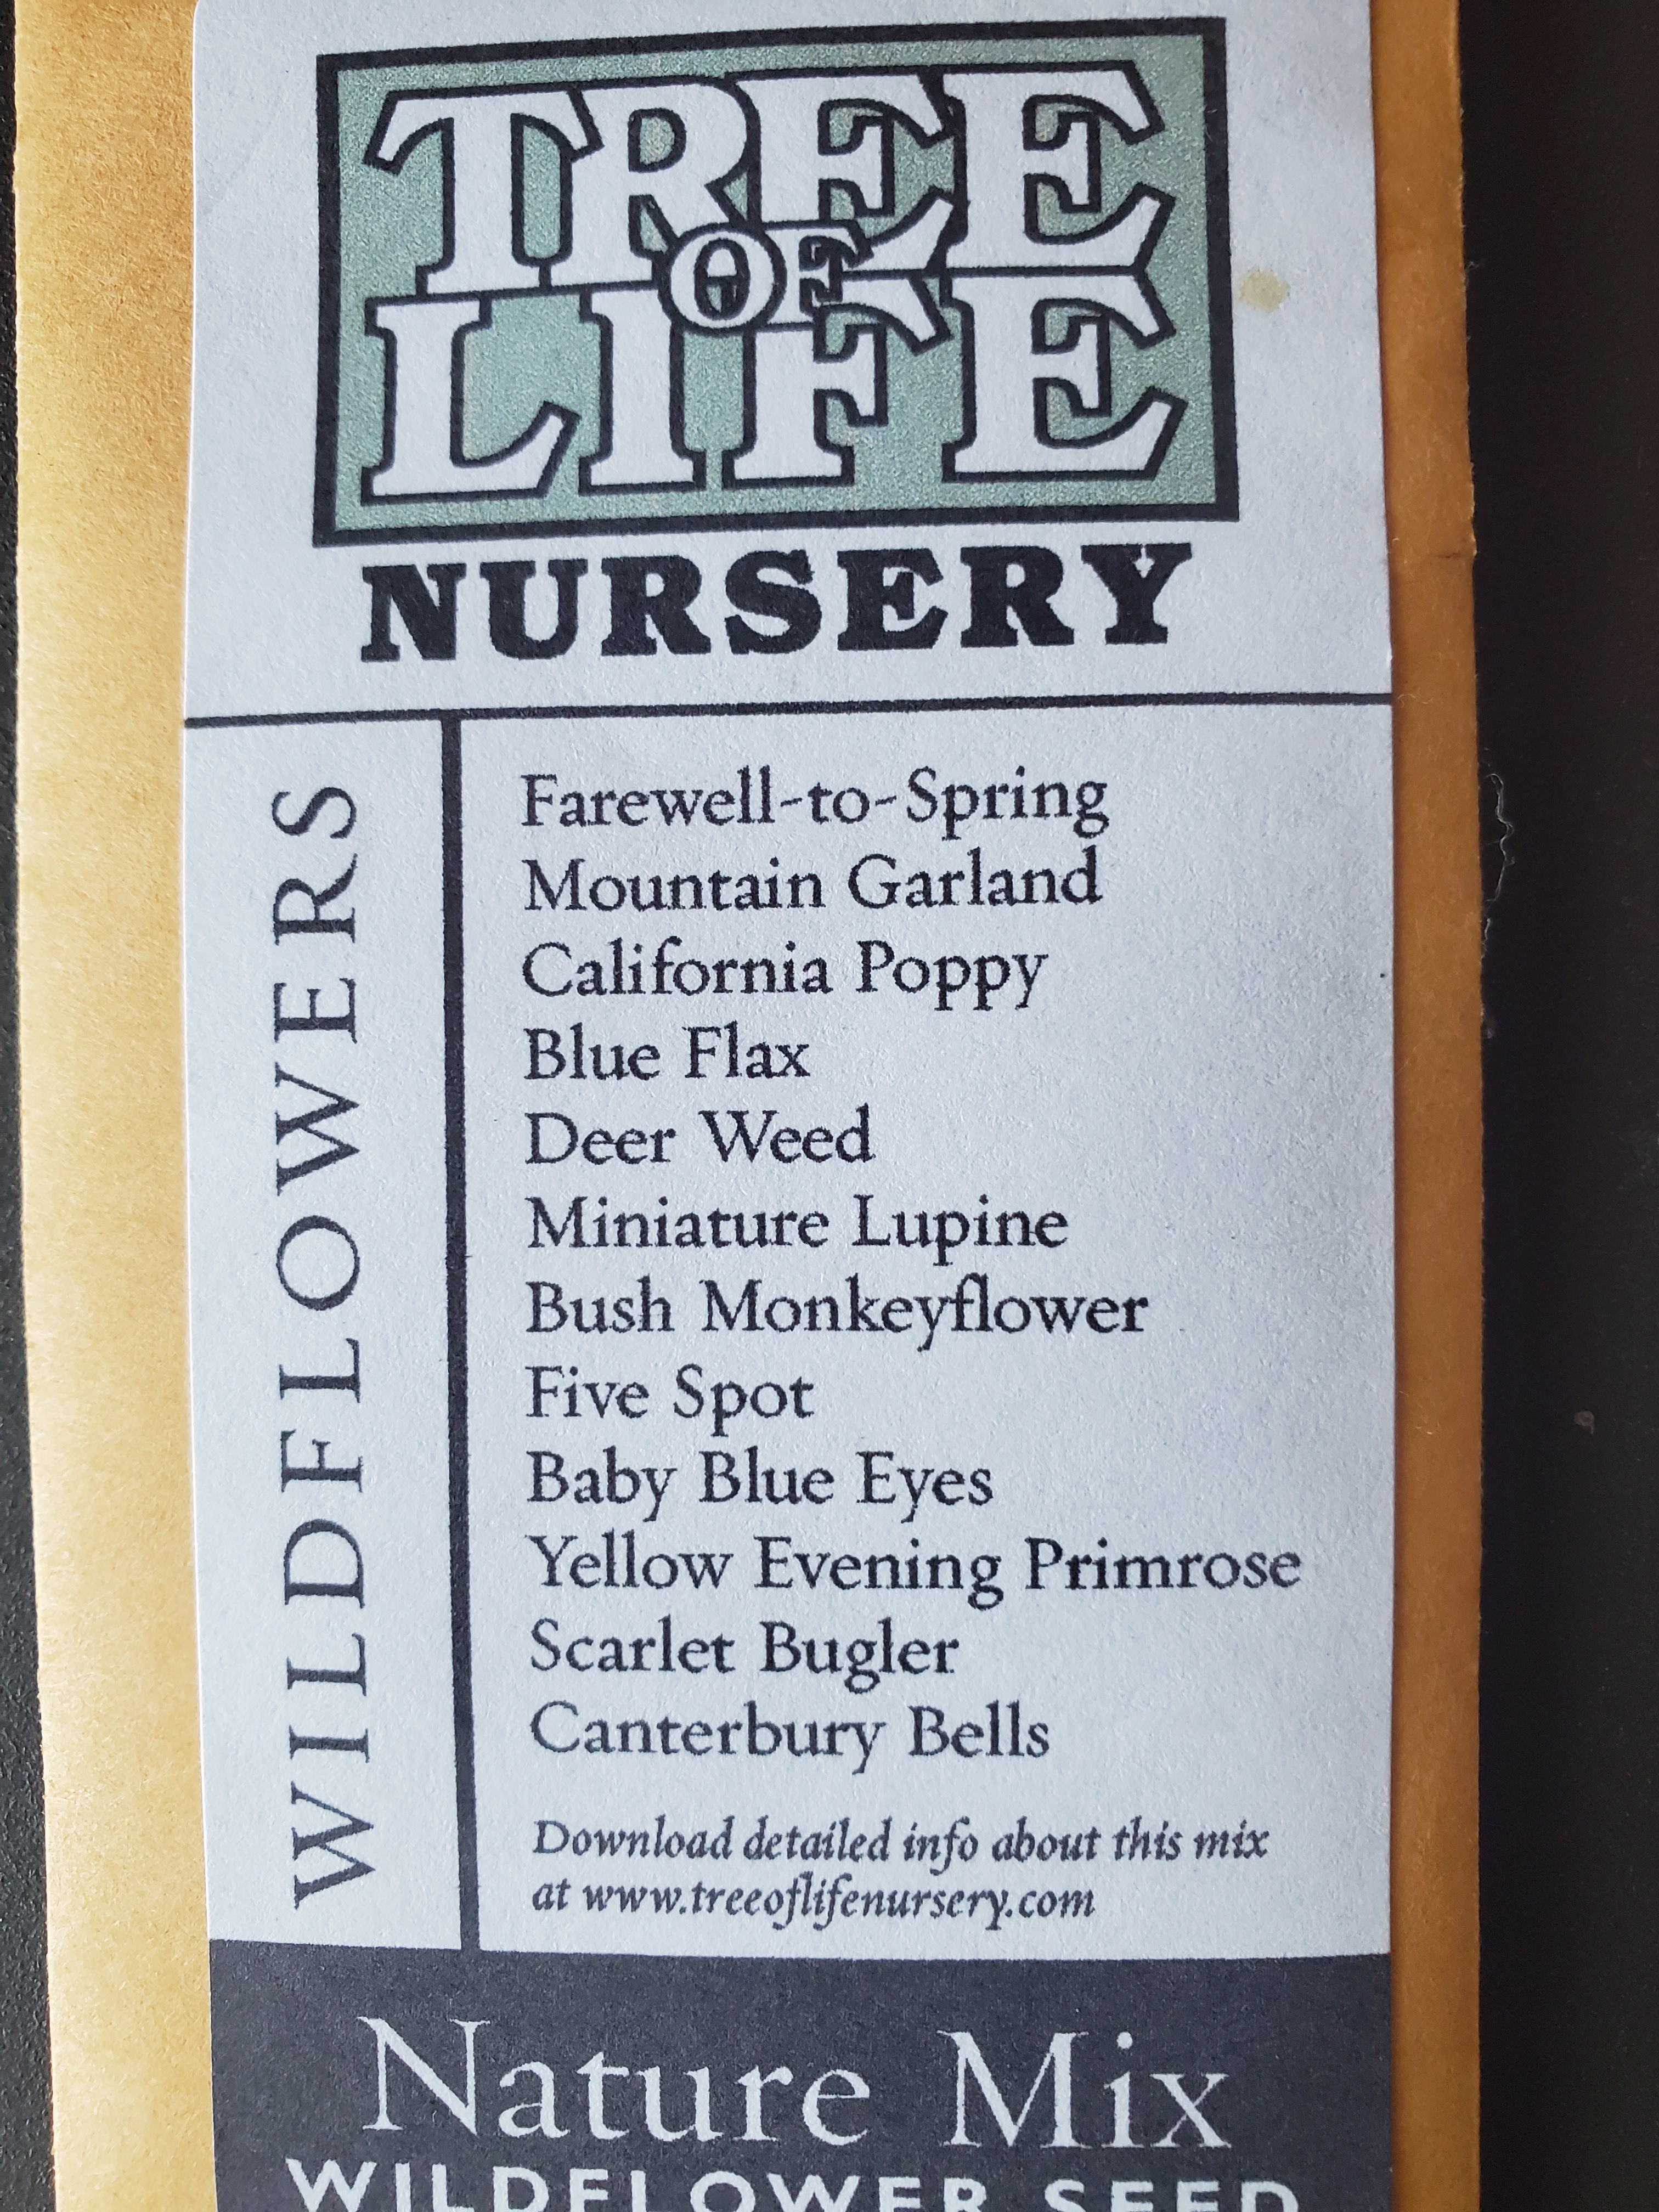 TREE
OF
LIFE
NURSERY
WILDFLOWERS
Farewell-to-Spring
Mountain Garland
California Poppy
Blue Flax
Deer Weed
Miniature Lupine
Bush Monkeyflower
Five Spot
Baby Blue Eyes
Yellow Evening Primrose
Scarlet Bugler
Canterbury Bells
Download detailed info about this mix
at www.treeoflifenursery.com
Nature Mix
WILDFLOWER SEED